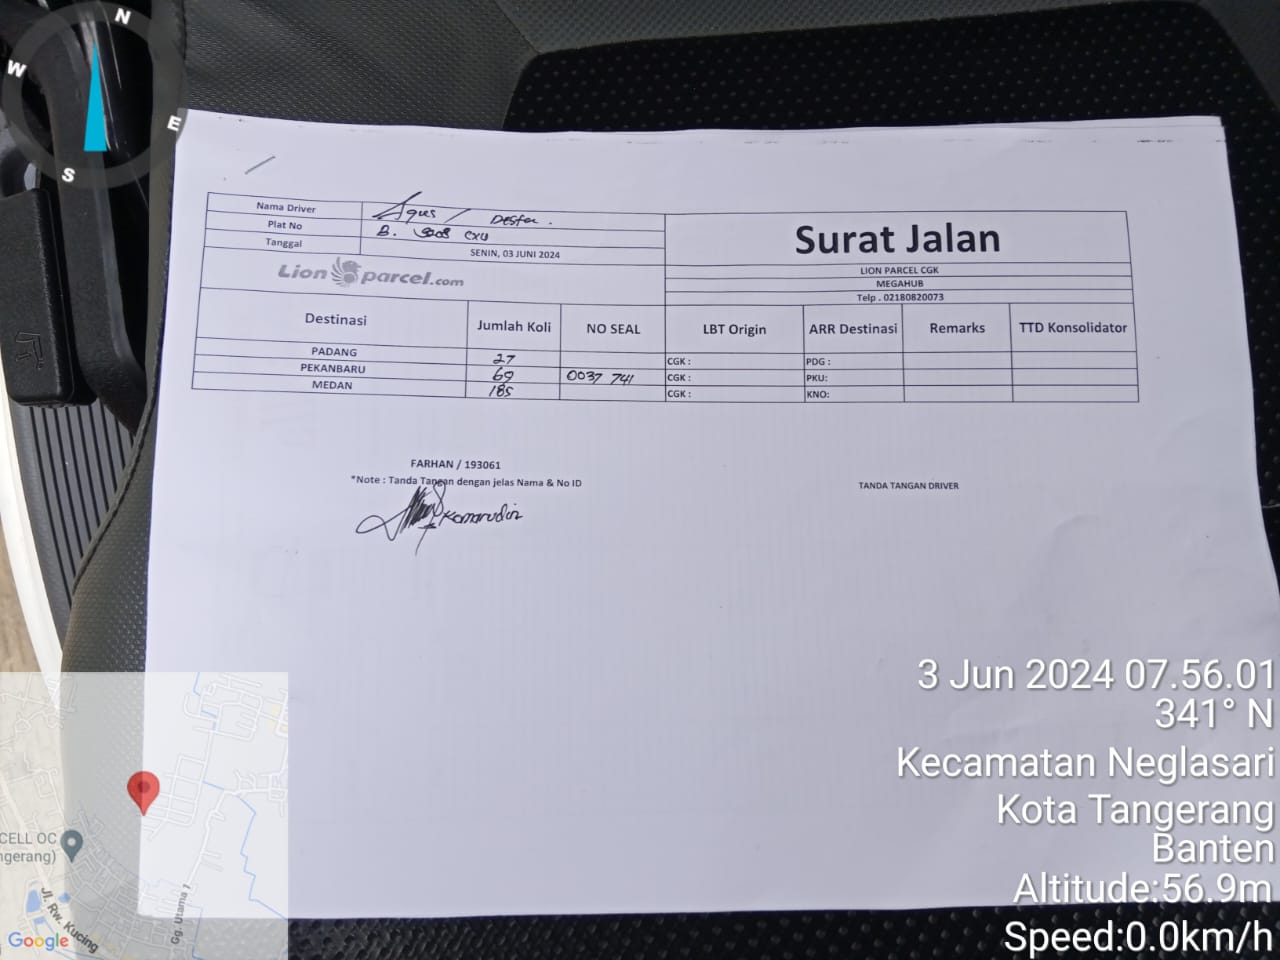 N
W
E
S
Nama Driver Agus /
Plat No B. CXU
Tanggal SENIN, 03 JUNI 2024
Surat Jalan
LION PARCEL CGK
MEGAHUB
Telp . 02180820073
Lion parcel.com
Destinasi Jumlah Koli NO SEAL LBT Origin ARR Destinasi Remarks TTD Konsolidator
PADANG 27 CGK : PDG :
PEKANBARU 69 0037 741 CGK : PKU:
MEDAN 185 CGK : KNO:
FARHAN / 193061
*Note : Tanda Tangan dengan jelas Nama & No ID
Komarudin
TANDA TANGAN DRIVER
3 Jun 2024 07.56.01
341° N
Kecamatan Neglasari
Kota Tangerang
Banten
Altitude:56.9m
Speed:0.0km/h
CELL OC
ngerang)
Jl. Rw. Kucing
Gg. Utama 1
Google